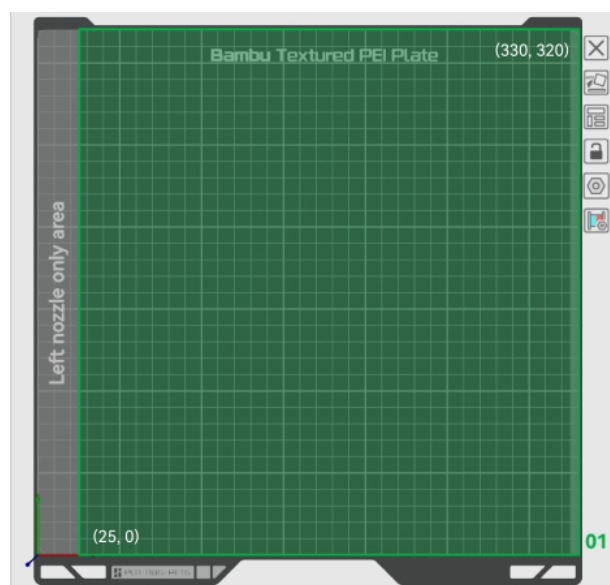 Bambu Textured PEI Plate
(330, 320)
Left nozzle only area
(25, 0)
01